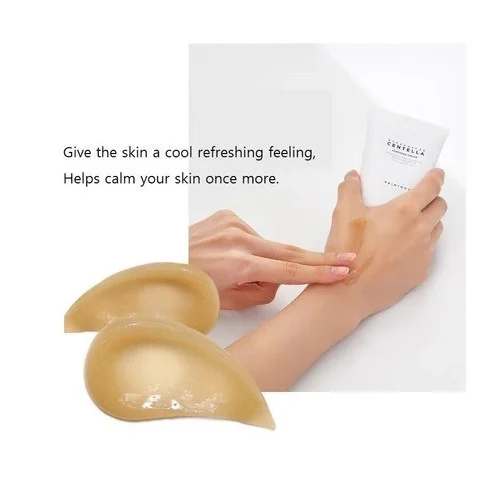 Give the skin a cool refreshing feeling,
Helps calm your skin once more.
CENTELLA